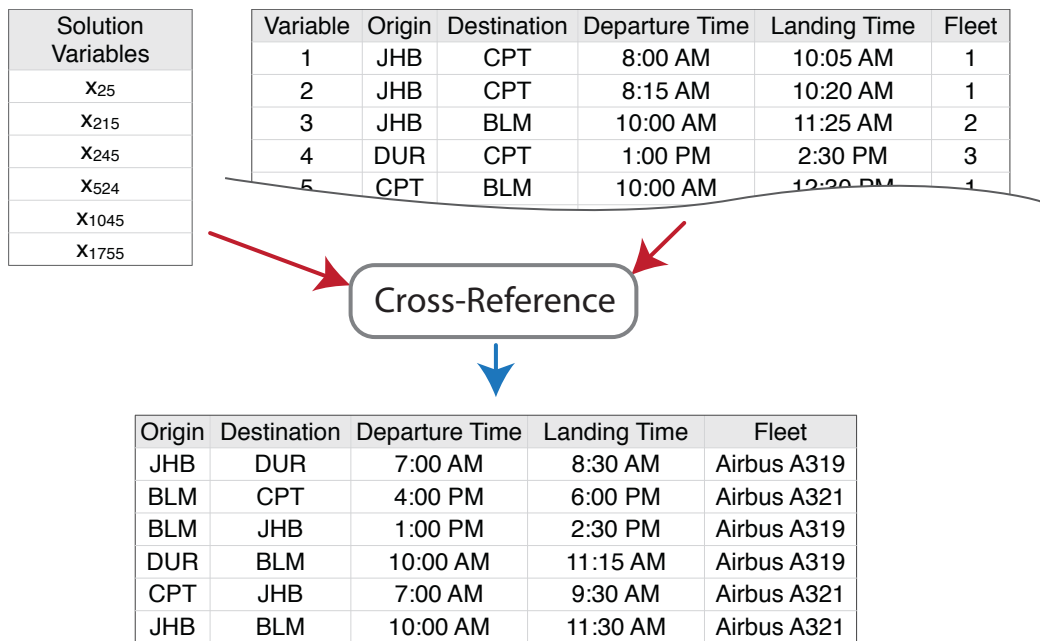 Solution
Variables
x25
x215
x245
x524
x1045
x1755
Variable Origin Destination Departure Time Landing Time Fleet
1 JHB CPT 8:00 AM 10:05 AM 1
2 JHB CPT 8:15 AM 10:20 AM 1
3 JHB BLM 10:00 AM 11:25 AM 2
4 DUR CPT 1:00 PM 2:30 PM 3
5 CPT BLM 10:00 AM 12:30 PM 1
Cross-Reference
Origin Destination Departure Time Landing Time Fleet
JHB DUR 7:00 AM 8:30 AM Airbus A319
BLM CPT 4:00 PM 6:00 PM Airbus A321
BLM JHB 1:00 PM 2:30 PM Airbus A319
DUR BLM 10:00 AM 11:15 AM Airbus A319
CPT JHB 7:00 AM 9:30 AM Airbus A321
JHB BLM 10:00 AM 11:30 AM Airbus A321